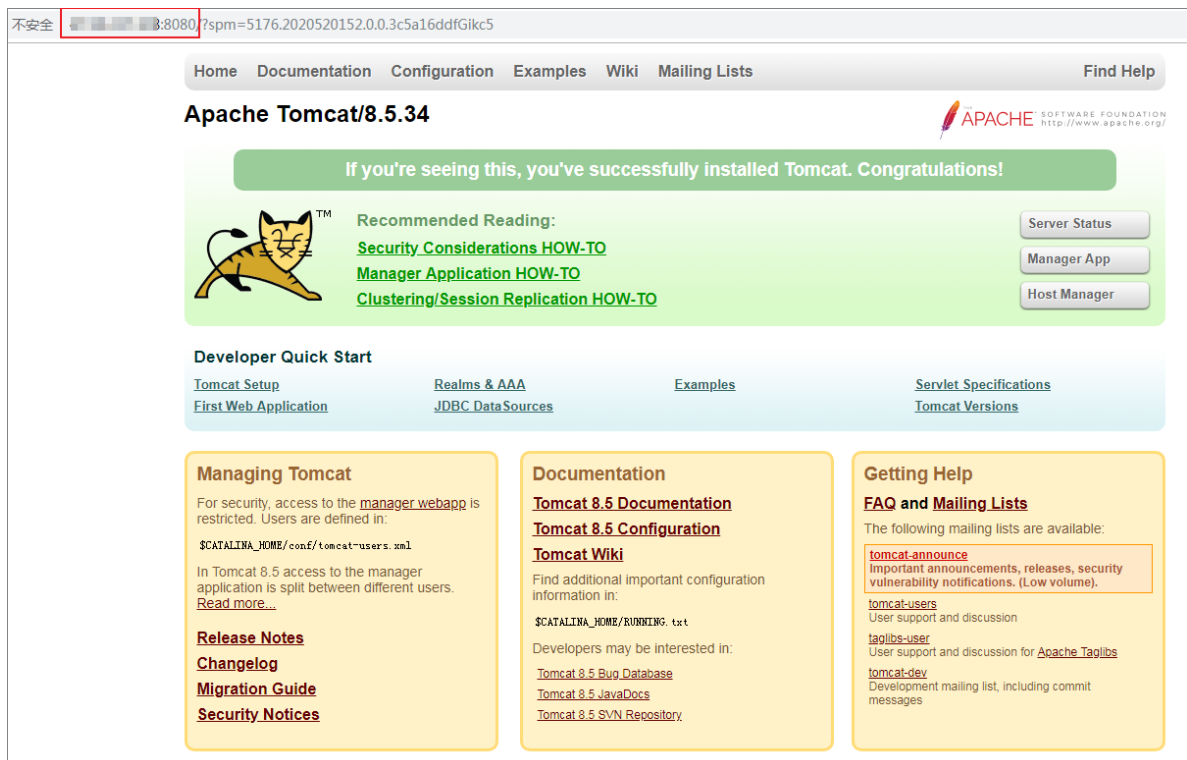 不安全 :8080/?spm=5176.2020520152.0.0.3c5a16ddfGikc5
Home Documentation Configuration Examples Wiki Mailing Lists Find Help
Apache Tomcat/8.5.34
THE APACHE SOFTWARE FOUNDATION
http://www.apache.org/
If you're seeing this, you've successfully installed Tomcat. Congratulations!
TM
Recommended Reading:
Security Considerations HOW-TO
Manager Application HOW-TO
Clustering/Session Replication HOW-TO
Server Status
Manager App
Host Manager
Developer Quick Start
Tomcat Setup
First Web Application
Realms & AAA
JDBC DataSources
Examples
Servlet Specifications
Tomcat Versions
Managing Tomcat
For security, access to the manager webapp is
restricted. Users are defined in:
$CATALINA_HOME/conf/tomcat-users.xml
In Tomcat 8.5 access to the manager
application is split between different users.
Read more...
Release Notes
Changelog
Migration Guide
Security Notices
Documentation
Tomcat 8.5 Documentation
Tomcat 8.5 Configuration
Tomcat Wiki
Find additional important configuration
information in:
$CATALINA_HOME/RUNNING.txt
Developers may be interested in:
Tomcat 8.5 Bug Database
Tomcat 8.5 JavaDocs
Tomcat 8.5 SVN Repository
Getting Help
FAQ and Mailing Lists
The following mailing lists are available:
tomcat-announce
Important announcements, releases, security
vulnerability notifications. (Low volume).
tomcat-users
User support and discussion
taglibs-user
User support and discussion for Apache Taglibs
tomcat-dev
Development mailing list, including commit
messages